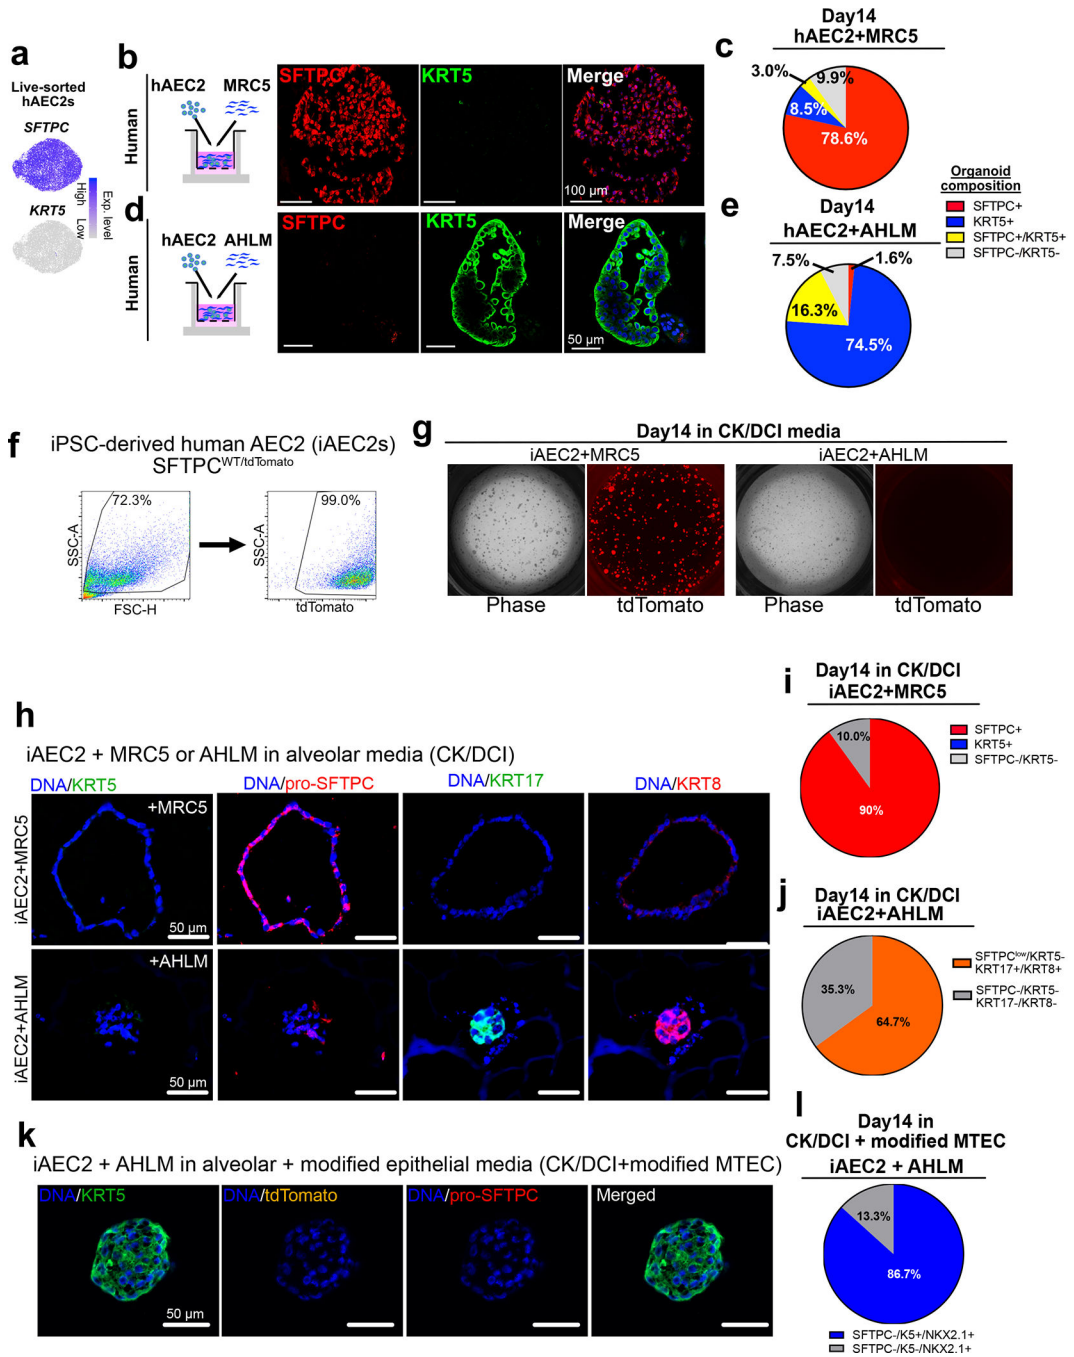 a
Live-sorted
hAEC2s
SFTPC
KRT5
High
Low
Exp. level
b
Human
hAEC2 MRC5
SFTPC
KRT5
Merge
100 µm
c
Day14
hAEC2+MRC5
3.0%
9.9%
8.5%
78.6%
Organoid
composition
SFTPC+
KRT5+
SFTPC+/KRT5+
SFTPC-/KRT5-
d
Human
hAEC2 AHLM
SFTPC
KRT5
Merge
50 µm
e
Day14
hAEC2+AHLM
7.5%
1.6%
16.3%
74.5%
f
iPSC-derived human AEC2 (iAEC2s)
SFTPCWT/tdTomato
72.3%
SSC-A
FSC-H
99.0%
SSC-A
tdTomato
g
Day14 in CK/DCI media
iAEC2+MRC5
iAEC2+AHLM
Phase
tdTomato
Phase
tdTomato
h
iAEC2 + MRC5 or AHLM in alveolar media (CK/DCI)
DNA/KRT5
DNA/pro-SFTPC
DNA/KRT17
DNA/KRT8
iAEC2+MRC5
+MRC5
50 µm
iAEC2+AHLM
+AHLM
50 µm
i
Day14 in CK/DCI
iAEC2+MRC5
10.0%
90%
SFTPC+
KRT5+
SFTPC-/KRT5-
j
Day14 in CK/DCI
iAEC2+AHLM
35.3%
64.7%
SFTPClow/KRT5-
KRT17+/KRT8+
SFTPC-/KRT5-
KRT17-/KRT8-
k
iAEC2 + AHLM in alveolar + modified epithelial media (CK/DCI+modified MTEC)
DNA/KRT5
DNA/tdTomato
DNA/pro-SFTPC
Merged
50 µm
l
Day14 in
CK/DCI + modified MTEC
iAEC2 + AHLM
13.3%
86.7%
SFTPC-/K5+/NKX2.1+
SFTPC-/K5-/NKX2.1+